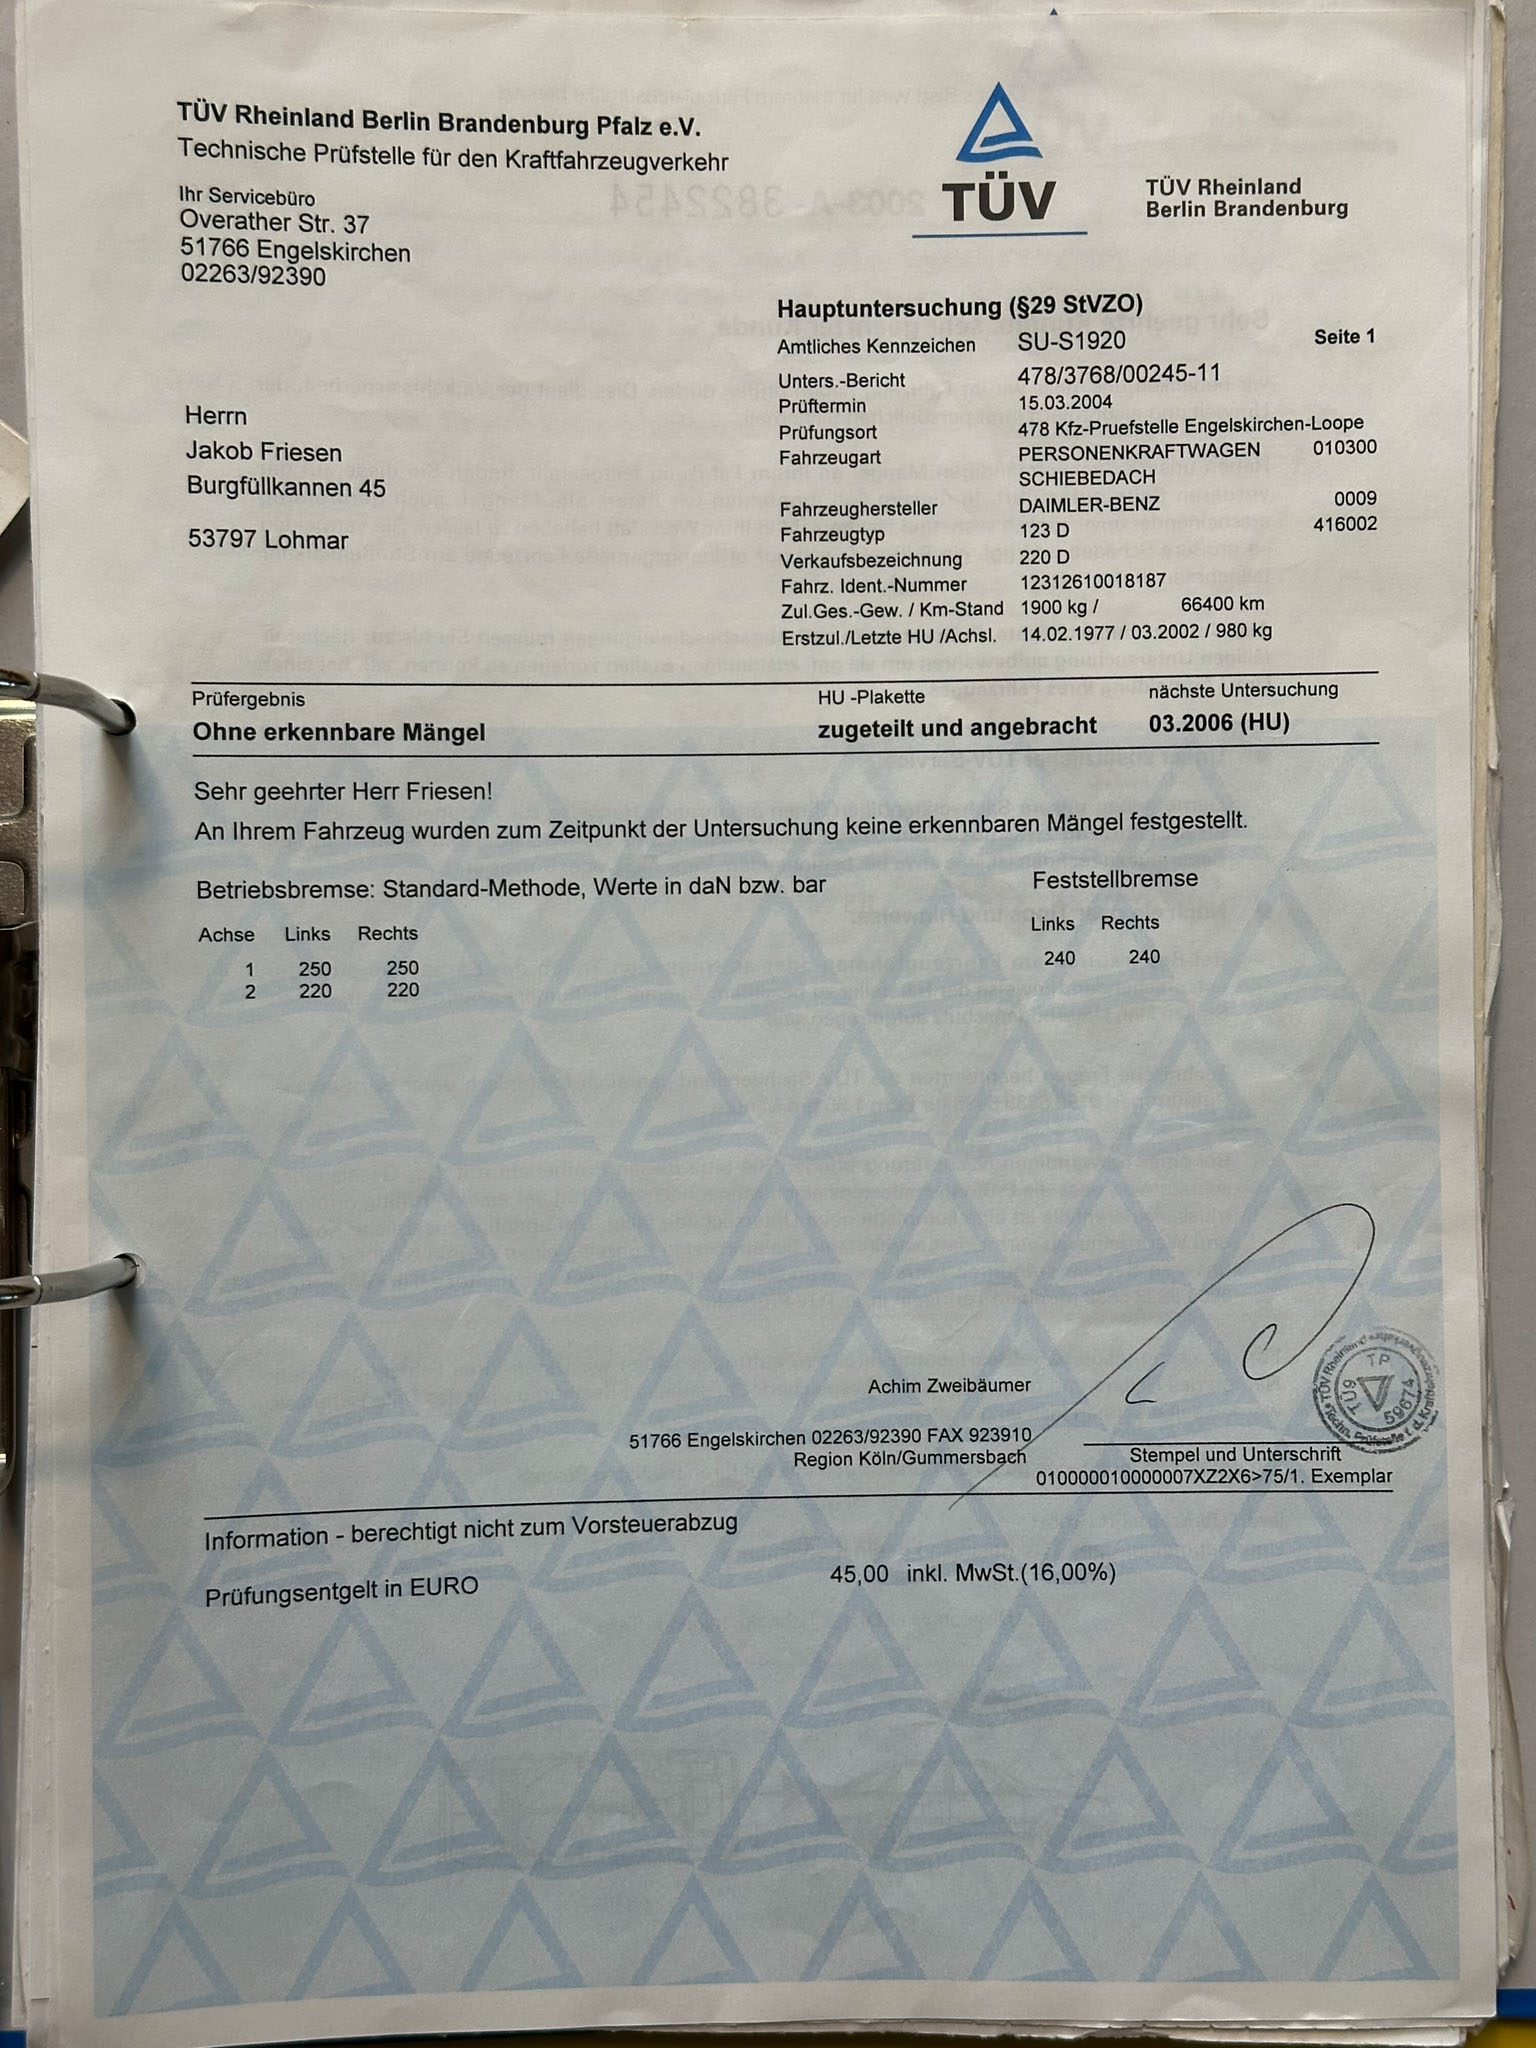 TÜV Rheinland Berlin Brandenburg Pfalz e.V.
Technische Prüfstelle für den Kraftfahrzeugverkehr
Ihr Servicebüro
Overather Str. 37
51766 Engelskirchen
02263/92390
TÜV
TÜV Rheinland
Berlin Brandenburg
Hauptuntersuchung (§29 StVZO)
Amtliches Kennzeichen SU-S1920 Seite 1
Unters.-Bericht 478/3768/00245-11
Prüftermin 15.03.2004
Prüfungsort 478 Kfz-Pruefstelle Engelskirchen-Loope
Fahrzeugart PERSONENKRAFTWAGEN 010300
SCHIEBEDACH
Fahrzeughersteller DAIMLER-BENZ 0009
Fahrzeugtyp 123 D 416002
Verkaufsbezeichnung 220 D
Fahrz. Ident.-Nummer 12312610018187
Zul.Ges.-Gew. / Km-Stand 1900 kg / 66400 km
Erstzul./Letzte HU /Achsl. 14.02.1977 / 03.2002 / 980 kg
Herrn
Jakob Friesen
Burgfüllkannen 45
53797 Lohmar
Prüfergebnis HU -Plakette nächste Untersuchung
Ohne erkennbare Mängel zugeteilt und angebracht 03.2006 (HU)
Sehr geehrter Herr Friesen!
An Ihrem Fahrzeug wurden zum Zeitpunkt der Untersuchung keine erkennbaren Mängel festgestellt.
Betriebsbremse: Standard-Methode, Werte in daN bzw. bar Feststellbremse
Achse Links Rechts Links Rechts
1 250 250 240 240
2 220 220
Achim Zweibäumer
51766 Engelskirchen 02263/92390 FAX 923910
Region Köln/Gummersbach
TÜV Rheinland
TP
TÜ9
59674
Techn. Prüfstelle f. d.
Stempel und Unterschrift
010000010000007XZ2X6>75/1. Exemplar
Information - berechtigt nicht zum Vorsteuerabzug
Prüfungsentgelt in EURO 45,00 inkl. MwSt.(16,00%)